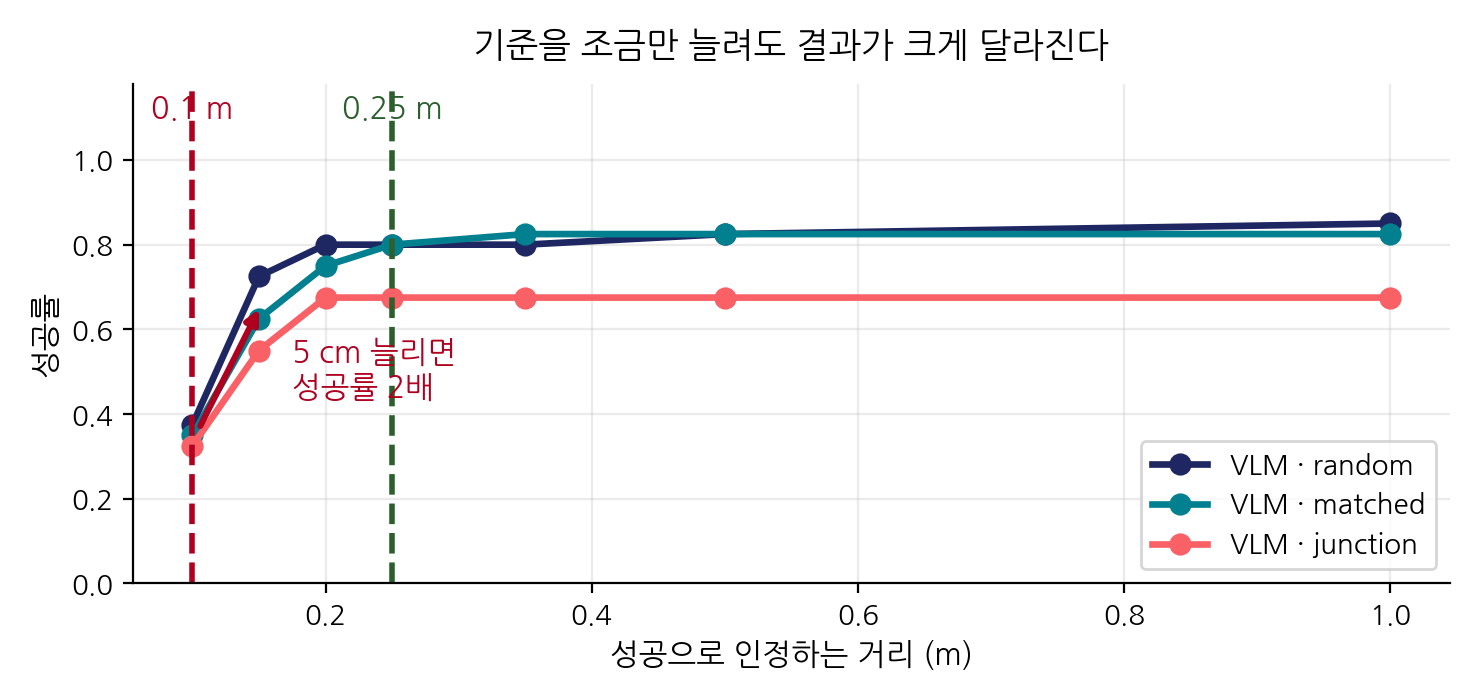 기준을 조금만 늘려도 결과가 크게 달라진다
0.1 m
0.25 m
1.0
0.8
0.6
0.4
0.2
0.0
성공률
5 cm 늘리면
성공률 2배
VLM · random
VLM · matched
VLM · junction
0.2
0.4
0.6
0.8
1.0
성공으로 인정하는 거리 (m)